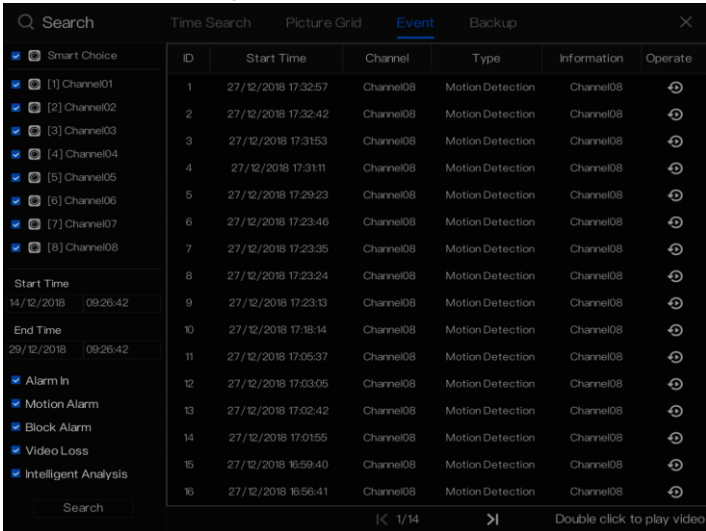 Search
Time Search Picture Grid Event Backup
Smart Choice
[1] Channel01
[2] Channel02
[3] Channel03
[4] Channel04
[5] Channel05
[6] Channel06
[7] Channel07
[8] Channel08
Start Time
14/12/2018 09:26:42
End Time
29/12/2018 09:26:42
Alarm In
Motion Alarm
Block Alarm
Video Loss
Intelligent Analysis
Search
ID Start Time Channel Type Information Operate
1 27/12/2018 17:32:57 Channel08 Motion Detection Channel08
2 27/12/2018 17:32:42 Channel08 Motion Detection Channel08
3 27/12/2018 17:31:53 Channel08 Motion Detection Channel08
4 27/12/2018 17:31:11 Channel08 Motion Detection Channel08
5 27/12/2018 17:29:23 Channel08 Motion Detection Channel08
6 27/12/2018 17:23:46 Channel08 Motion Detection Channel08
7 27/12/2018 17:23:35 Channel08 Motion Detection Channel08
8 27/12/2018 17:23:24 Channel08 Motion Detection Channel08
9 27/12/2018 17:23:13 Channel08 Motion Detection Channel08
10 27/12/2018 17:18:14 Channel08 Motion Detection Channel08
11 27/12/2018 17:05:37 Channel08 Motion Detection Channel08
12 27/12/2018 17:03:05 Channel08 Motion Detection Channel08
13 27/12/2018 17:02:42 Channel08 Motion Detection Channel08
14 27/12/2018 17:01:55 Channel08 Motion Detection Channel08
15 27/12/2018 16:59:40 Channel08 Motion Detection Channel08
16 27/12/2018 16:56:41 Channel08 Motion Detection Channel08
1/14 Double click to play video